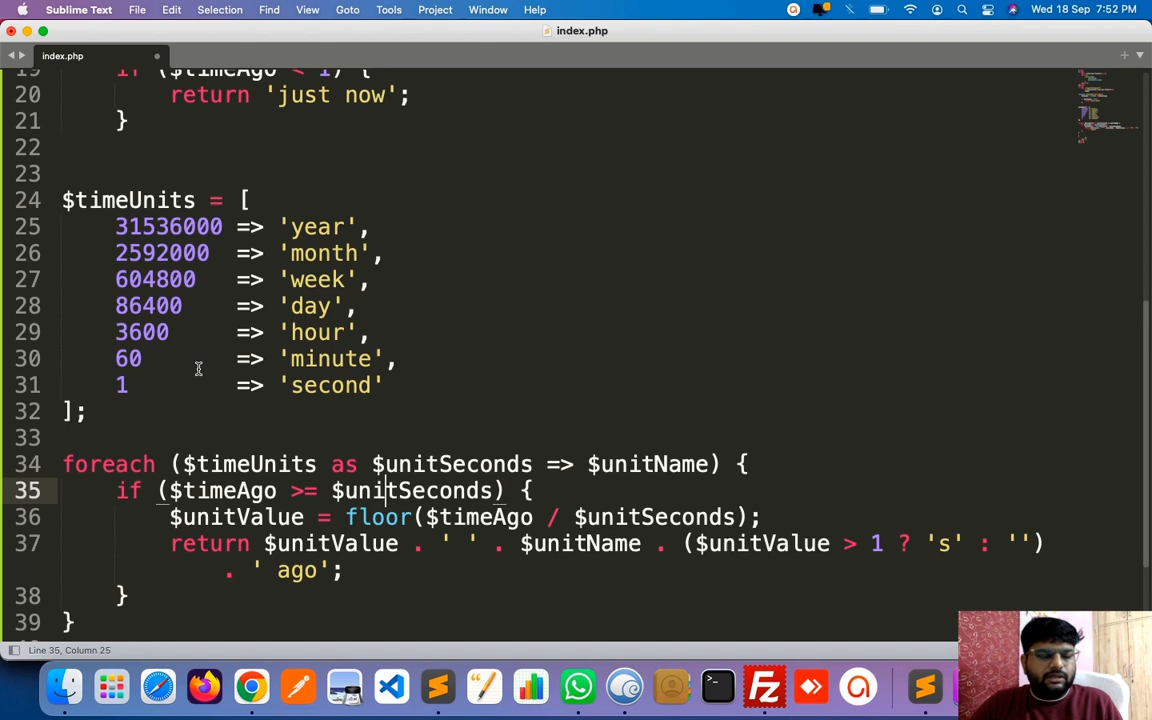 Sublime Text File Edit Selection Find View Goto Tools Project Window Help Wed 18 Sep 7:52 PM
index.php
index.php
19 if ($timeAgo < 1) {
20 return 'just now';
21 }
22
23
24 $timeUnits = [
25 31536000 => 'year',
26 2592000 => 'month',
27 604800 => 'week',
28 86400 => 'day',
29 3600 => 'hour',
30 60 => 'minute',
31 1 => 'second'
32 ];
33
34 foreach ($timeUnits as $unitSeconds => $unitName) {
35 if ($timeAgo >= $unitSeconds) {
36 $unitValue = floor($timeAgo / $unitSeconds);
37 return $unitValue . ' ' . $unitName . ($unitValue > 1 ? 's' : '')
. ' ago';
38 }
39 }
Line 35, Column 25